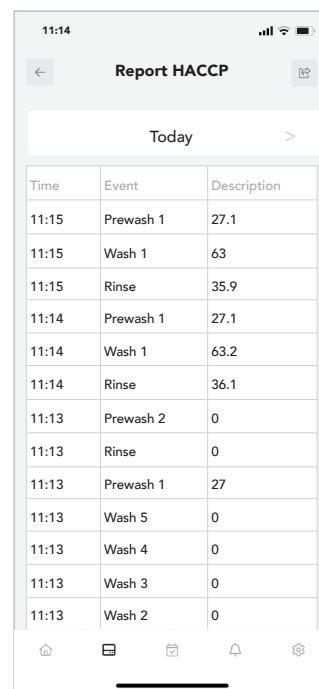 11:14
Report HACCP
Today >
Time Event Description
11:15 Prewash 1 27.1
11:15 Wash 1 63
11:15 Rinse 35.9
11:14 Prewash 1 27.1
11:14 Wash 1 63.2
11:14 Rinse 36.1
11:13 Prewash 2 0
11:13 Rinse 0
11:13 Prewash 1 27
11:13 Wash 5 0
11:13 Wash 4 0
11:13 Wash 3 0
11:13 Wash 2 0